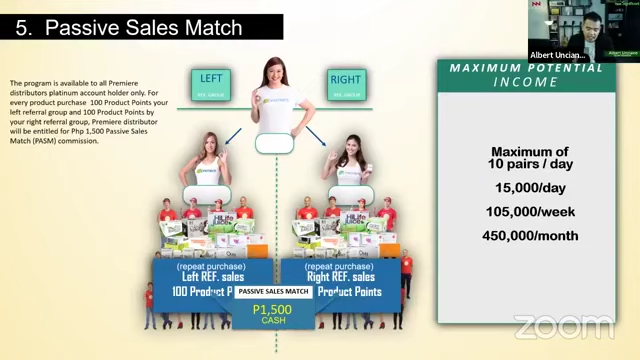 5. Passive Sales Match
The program is available to all Premiere
distributors platinum account holder only. For
every product purchase 100 Product Points your
left referral group and 100 Product Points by
your right referral group, Premiere distributor
will be entitled for Php 1,500 Passive Sales
Match (PASM) commission.
LEFT
RIGHT
HiLife
JUICE
HiLife
JUICE
(repeat purchase)
Left REF. sales
100 Product P
(repeat purchase)
Right REF. sales
Product Points
PASSIVE SALES MATCH
P1,500
CASH
Albert Uncian...
MAXIMUM POTENTIAL
INCOME
Maximum of
10 pairs / day
15,000/day
105,000/week
450,000/month
zoom